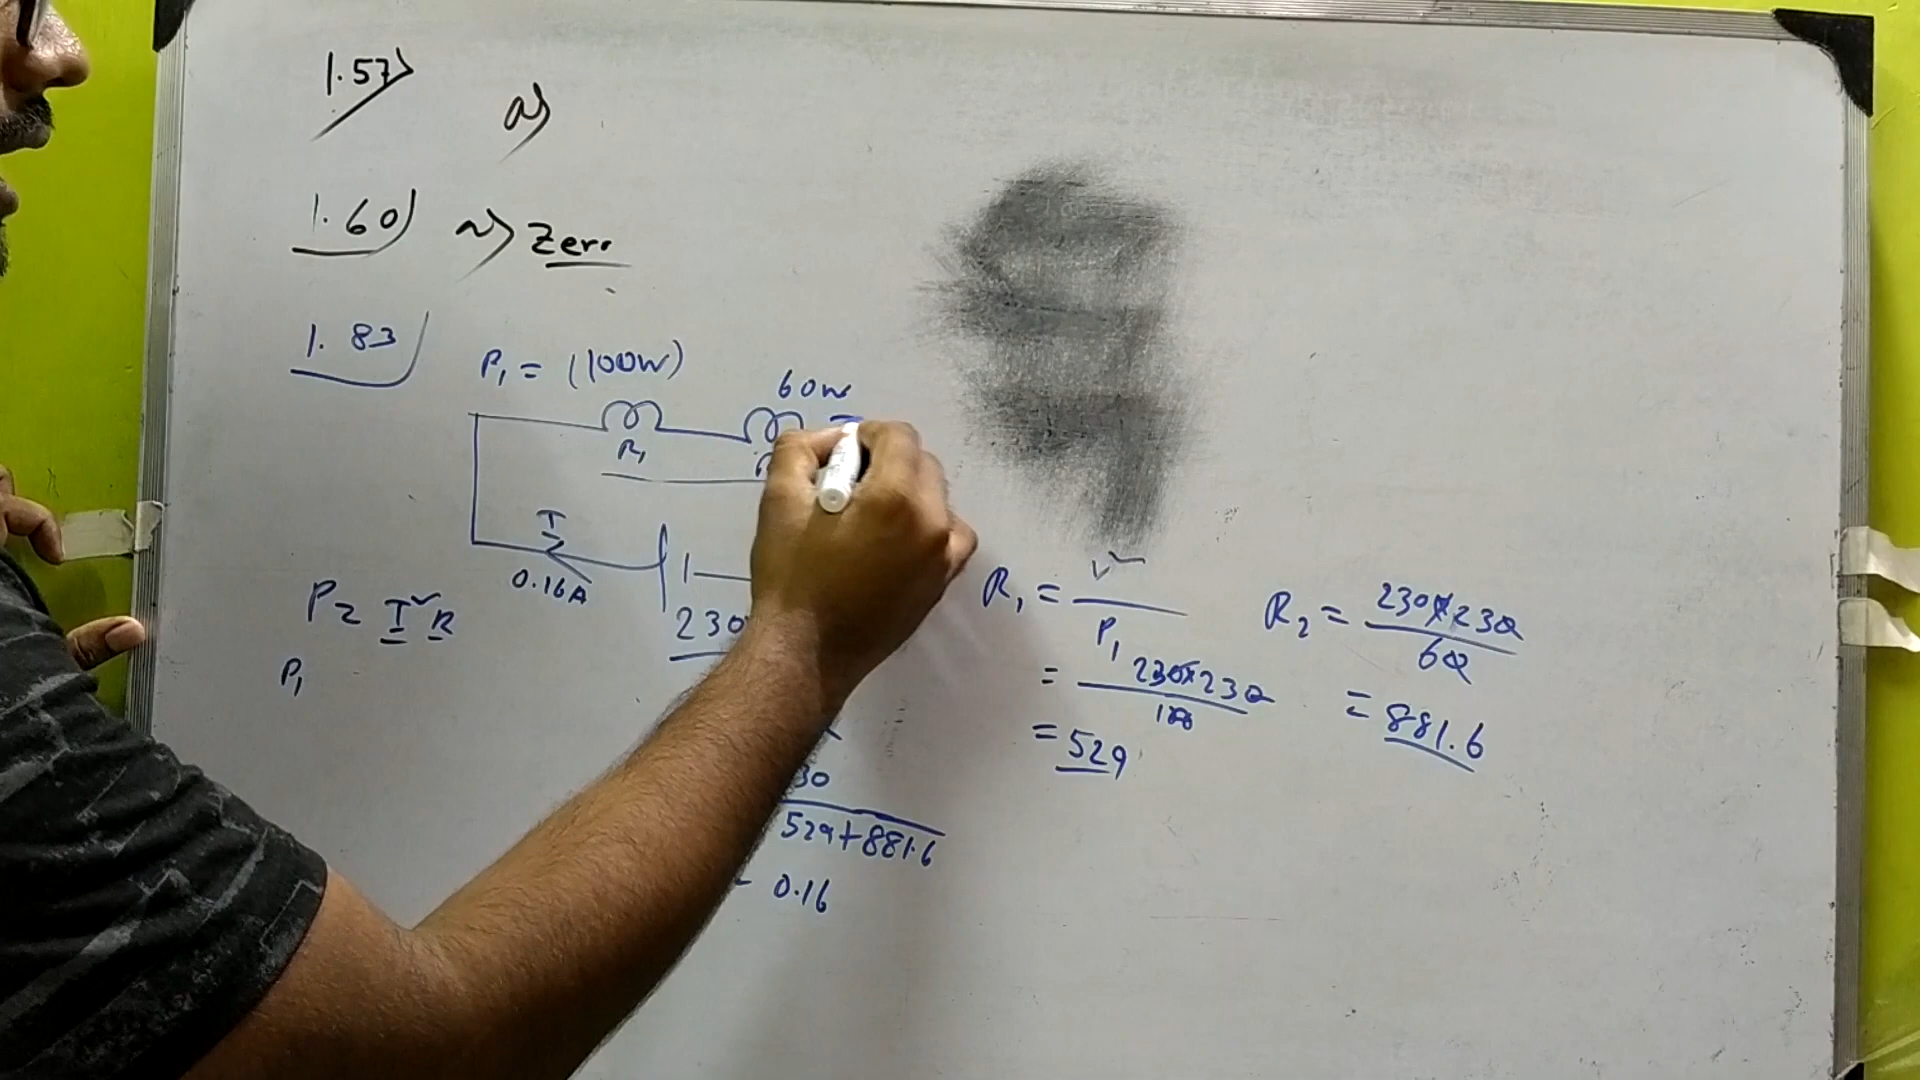 1.57)
a)
1.60) a) Zero
1.83)
P₁ = (100W)
60W
R₁
I
0.16A
230
P = I²R
P₁
529+881.6
0.16
R₁ = V²/P₁
= 230×230/100
= 529
R₂ = 230×230/60
= 881.6